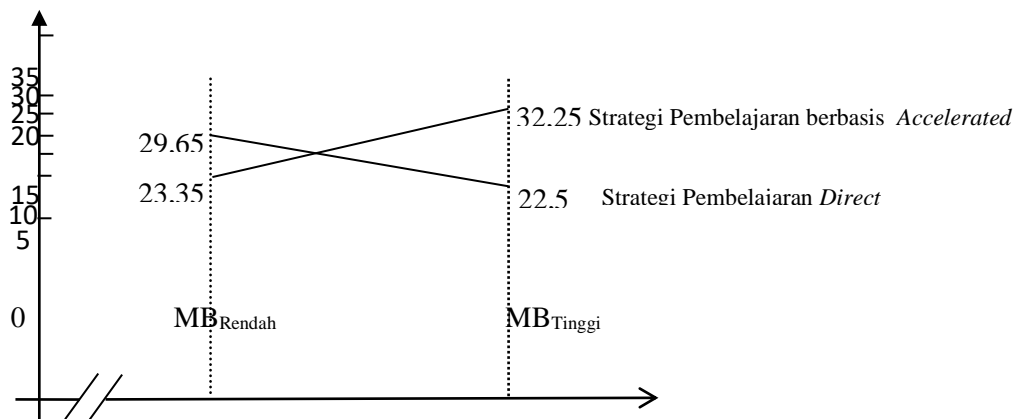 35
30
25
20
15
10
5
0
29.65
23.35
32.25 Strategi Pembelajaran berbasis Accelerated
22.5 Strategi Pembelajaran Direct
MBRendah
MBTinggi